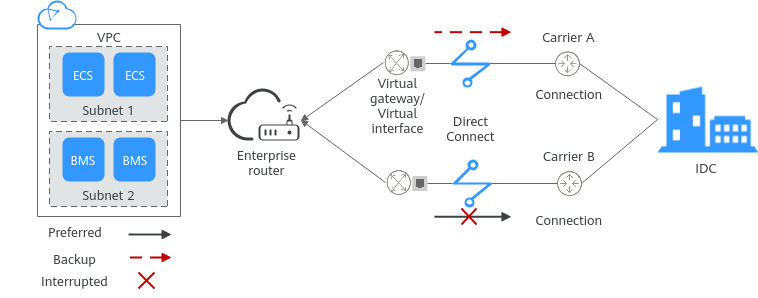 VPC
ECS
ECS
Subnet 1
BMS
BMS
Subnet 2
Preferred
Backup
Interrupted
Enterprise
router
Virtual
gateway/
Virtual
interface
Direct
Connect
Carrier A
Connection
Carrier B
Connection
IDC